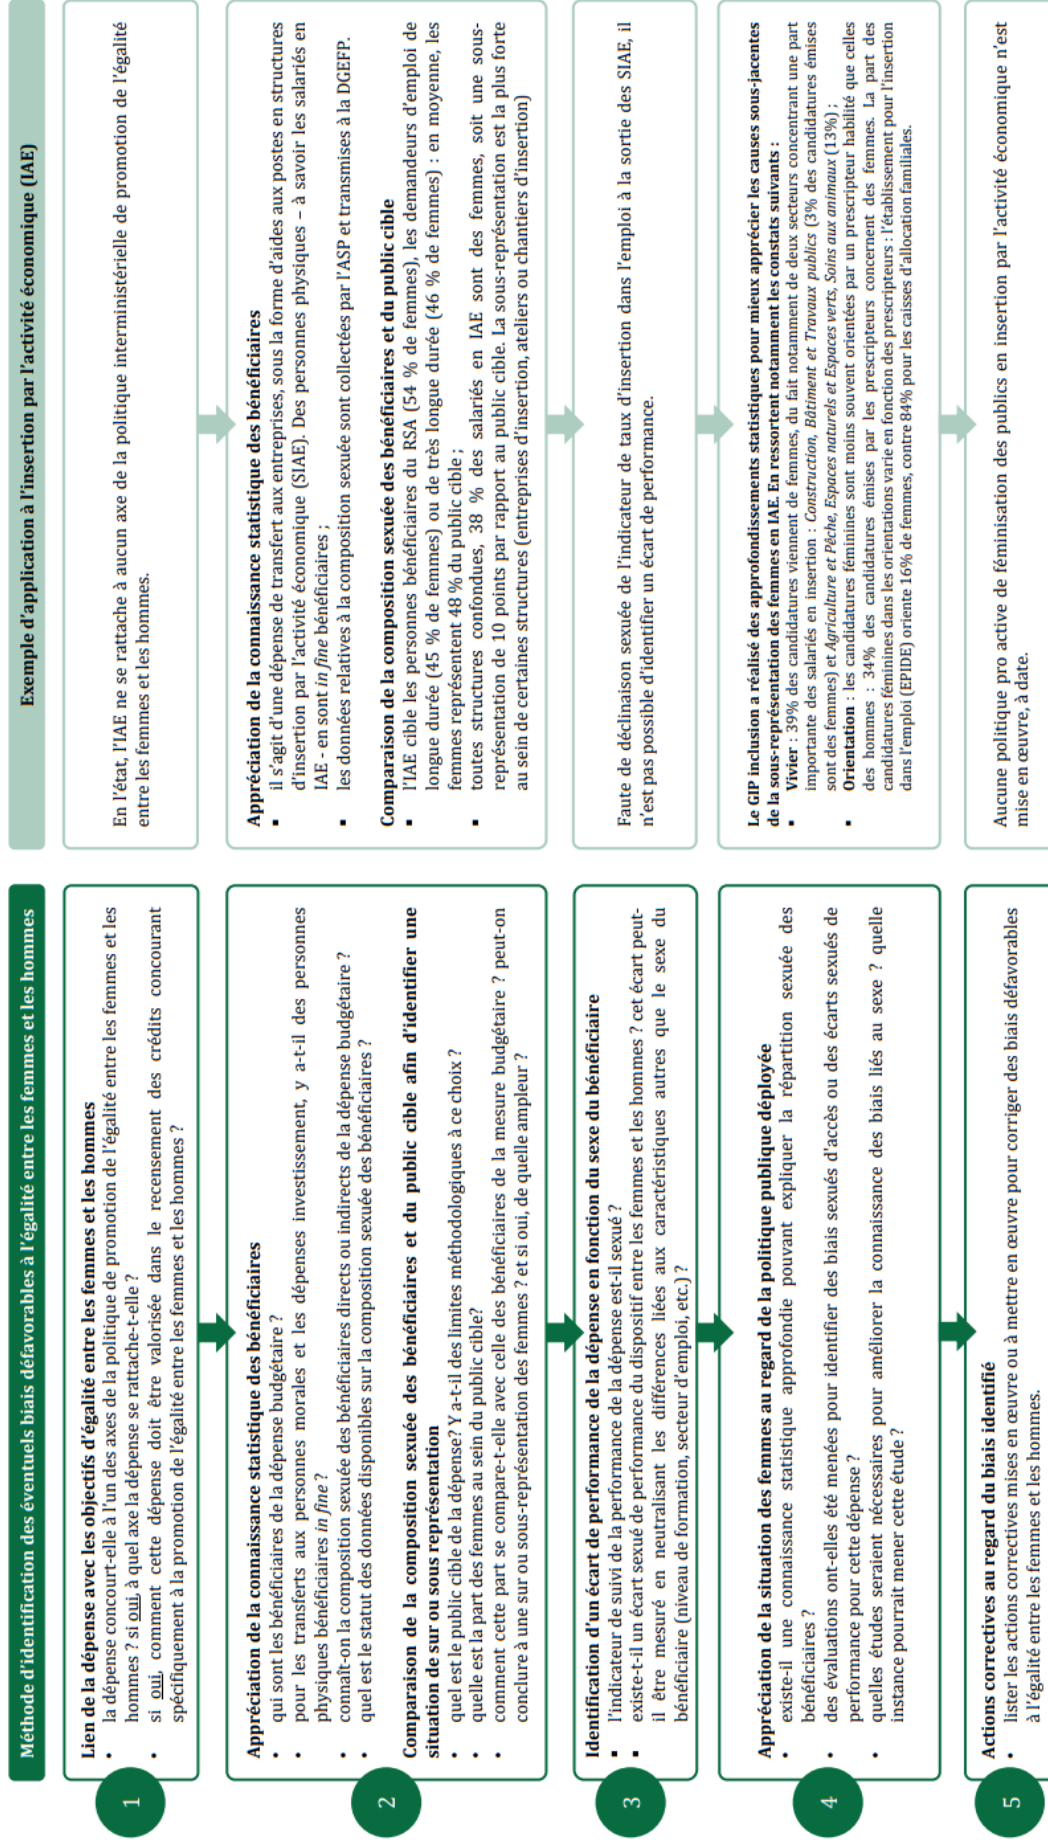 Méthode d'identification des éventuels biais défavorables à l'égalité entre les femmes et les hommes
1
Lien de la dépense avec les objectifs d'égalité entre les femmes et les hommes
• la dépense concourt-elle à l'un des axes de la politique de promotion de l'égalité entre les femmes et les
hommes ? si oui, à quel axe la dépense se rattache-t-elle ?
• si oui, comment cette dépense doit être valorisée dans le recensement des crédits concourant
spécifiquement à la promotion de l'égalité entre les femmes et les hommes ?
2
Appréciation de la connaissance statistique des bénéficiaires
• qui sont les bénéficiaires de la dépense budgétaire ?
• pour les transferts aux personnes morales et les dépenses investissement, y a-t-il des personnes
physiques bénéficiaires in fine ?
• connaît-on la composition sexuée des bénéficiaires directs ou indirects de la dépense budgétaire ?
• quel est le statut des données disponibles sur la composition sexuée des bénéficiaires ?
Comparaison de la composition sexuée des bénéficiaires et du public cible afin d'identifier une
situation de sur ou sous représentation
• quel est le public cible de la dépense? Y a-t-il des limites méthodologiques à ce choix ?
• quelle est la part des femmes au sein du public cible?
• comment cette part se compare-t-elle avec celle des bénéficiaires de la mesure budgétaire ? peut-on
conclure à une sur ou sous-représentation des femmes ? et si oui, de quelle ampleur ?
3
Identification d'un écart de performance de la dépense en fonction du sexe du bénéficiaire
▪ l'indicateur de suivi de la performance de la dépense est-il sexué ?
▪ existe-t-il un écart sexué de performance du dispositif entre les femmes et les hommes ? cet écart peut-
il être mesuré en neutralisant les différences liées aux caractéristiques autres que le sexe du
bénéficiaire (niveau de formation, secteur d'emploi, etc.) ?
4
Appréciation de la situation des femmes au regard de la politique publique déployée
• existe-il une connaissance statistique approfondie pouvant expliquer la répartition sexuée des
bénéficiaires ?
• des évaluations ont-elles été menées pour identifier des biais sexués d'accès ou des écarts sexués de
performance pour cette dépense ?
• quelles études seraient nécessaires pour améliorer la connaissance des biais liés au sexe ? quelle
instance pourrait mener cette étude ?
5
Actions correctives au regard du biais identifié
• lister les actions correctives mises en œuvre ou à mettre en œuvre pour corriger des biais défavorables
à l'égalité entre les femmes et les hommes.
Exemple d'application à l'insertion par l'activité économique (IAE)
En l'état, l'IAE ne se rattache à aucun axe de la politique interministérielle de promotion de l'égalité
entre les femmes et les hommes.
Appréciation de la connaissance statistique des bénéficiaires
▪ il s'agit d'une dépense de transfert aux entreprises, sous la forme d'aides aux postes en structures
d'insertion par l'activité économique (SIAE). Des personnes physiques – à savoir les salariés en
IAE - en sont in fine bénéficiaires ;
▪ les données relatives à la composition sexuée sont collectées par l'ASP et transmises à la DGEFP.
Comparaison de la composition sexuée des bénéficiaires et du public cible
▪ l'IAE cible les personnes bénéficiaires du RSA (54 % de femmes), les demandeurs d'emploi de
longue durée (45 % de femmes) ou de très longue durée (46 % de femmes) : en moyenne, les
femmes représentent 48 % du public cible ;
▪ toutes structures confondues, 38 % des salariés en IAE sont des femmes, soit une sous-
représentation de 10 points par rapport au public cible. La sous-représentation est la plus forte
au sein de certaines structures (entreprises d'insertion, ateliers ou chantiers d'insertion)
Faute de déclinaison sexuée de l'indicateur de taux d'insertion dans l'emploi à la sortie des SIAE, il
n'est pas possible d'identifier un écart de performance.
Le GIP inclusion a réalisé des approfondissements statistiques pour mieux apprécier les causes sous-jacentes
de la sous-représentation des femmes en IAE. En ressortent notamment les constats suivants :
▪ Vivier : 39% des candidatures viennent de femmes, du fait notamment de deux secteurs concentrant une part
importante des salariés en insertion : Construction, Bâtiment et Travaux publics (3% des candidatures émises
sont des femmes) et Agriculture et Pêche, Espaces naturels et Espaces verts, Soins aux animaux (13%) ;
▪ Orientation : les candidatures féminines sont moins souvent orientées par un prescripteur habilité que celles
des hommes : 34% des candidatures émises par les prescripteurs concernent des femmes. La part des
candidatures féminines dans les orientations varie en fonction des prescripteurs : l'établissement pour l'insertion
dans l'emploi (EPIDE) oriente 16% de femmes, contre 84% pour les caisses d'allocation familiales.
Aucune politique pro active de féminisation des publics en insertion par l'activité économique n'est
mise en œuvre, à date.